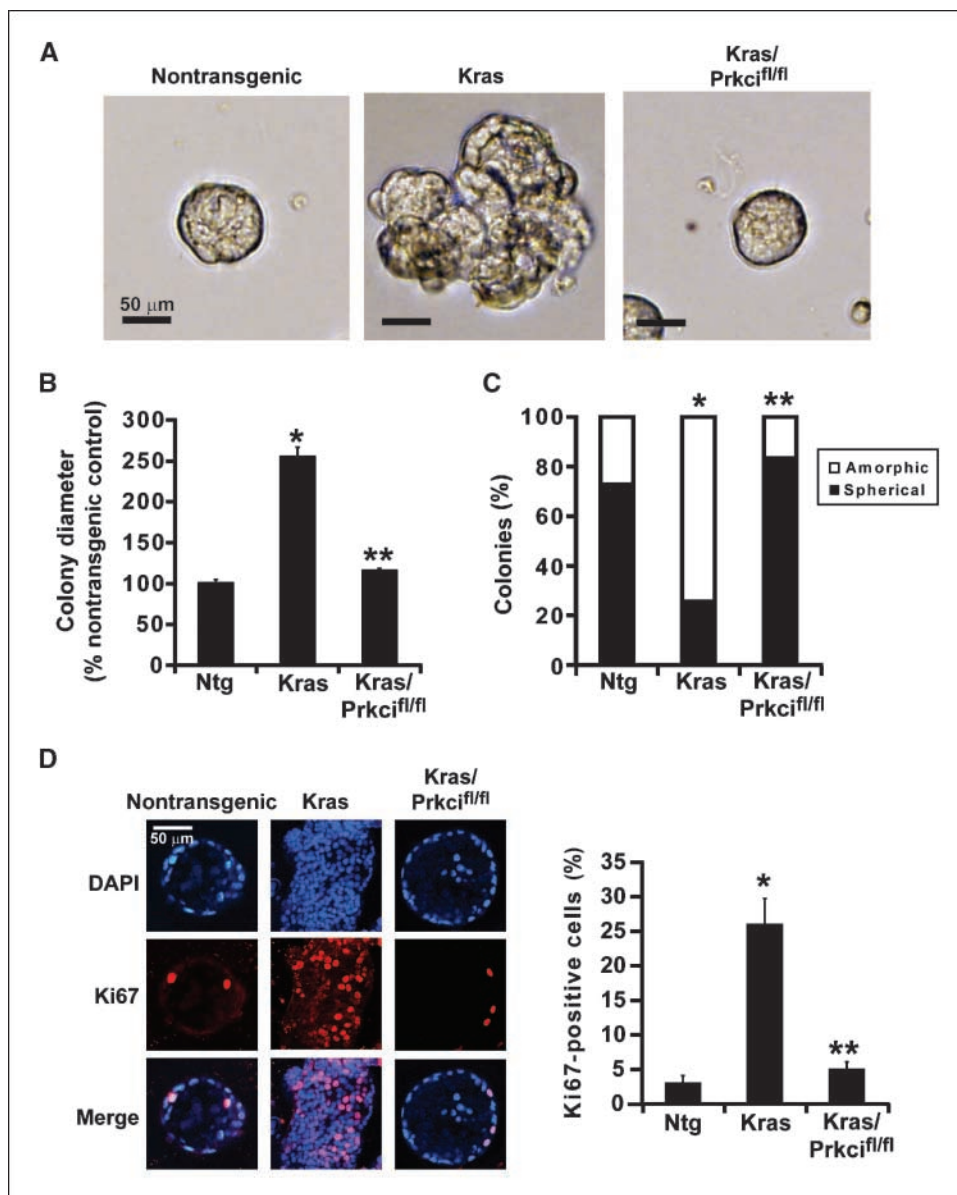 A
Nontransgenic
Kras
Kras/
Prkci^fl/fl
50 μm
B
Colony diameter
(% nontransgenic control)
300
250
200
150
100
50
0
*
**
Ntg
Kras
Kras/
Prkci^fl/fl
C
Colonies (%)
100
80
60
40
20
0
*
**
Ntg
Kras
Kras/
Prkci^fl/fl
Amorphic
Spherical
D
Nontransgenic
Kras
Kras/
Prkci^fl/fl
50 μm
DAPI
Ki67
Merge
Ki67-positive cells (%)
35
30
25
20
15
10
5
0
*
**
Ntg
Kras
Kras/
Prkci^fl/fl